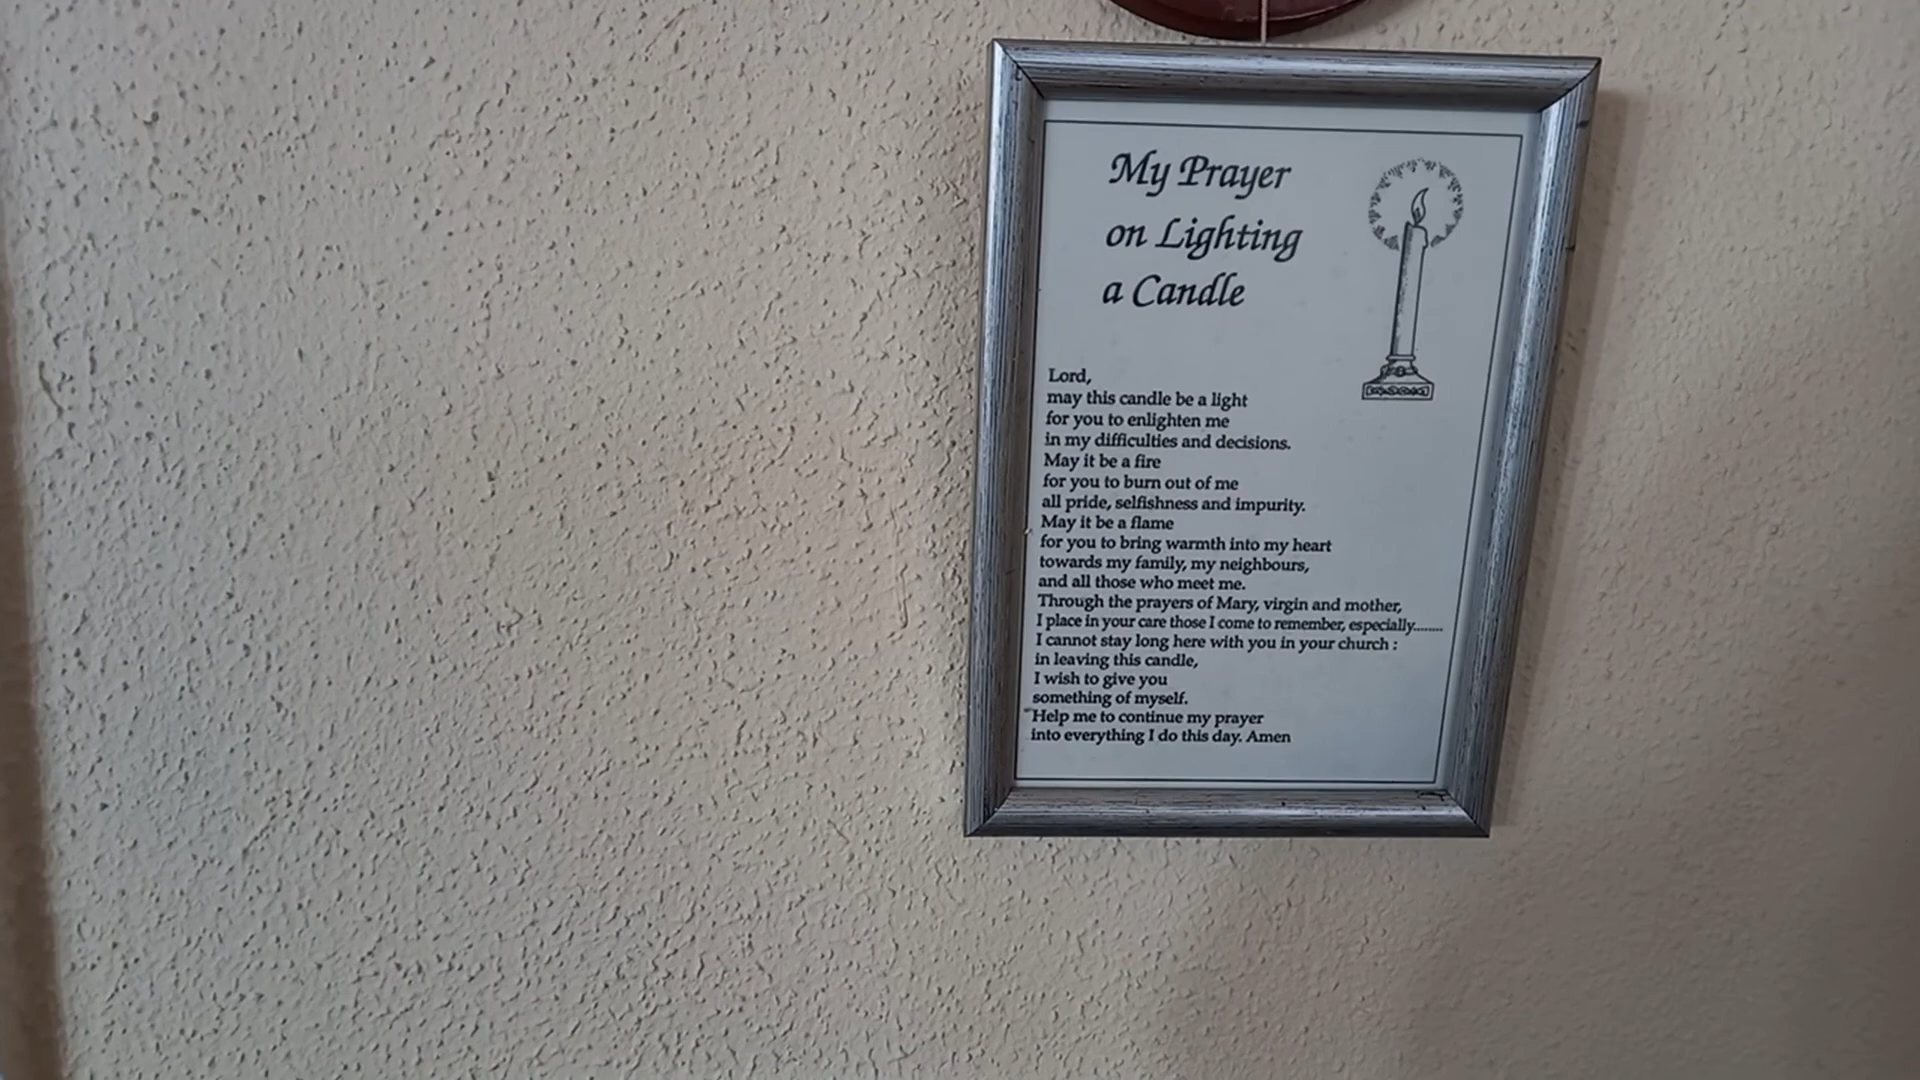 My Prayer
on Lighting
a Candle
Lord,
may this candle be a light
for you to enlighten me
in my difficulties and decisions.
May it be a fire
for you to burn out of me
all pride, selfishness and impurity.
May it be a flame
for you to bring warmth into my heart
towards my family, my neighbours,
and all those who meet me.
Through the prayers of Mary, virgin and mother,
I place in your care those I come to remember, especially........
I cannot stay long here with you in your church :
in leaving this candle,
I wish to give you
something of myself.
Help me to continue my prayer
into everything I do this day. Amen